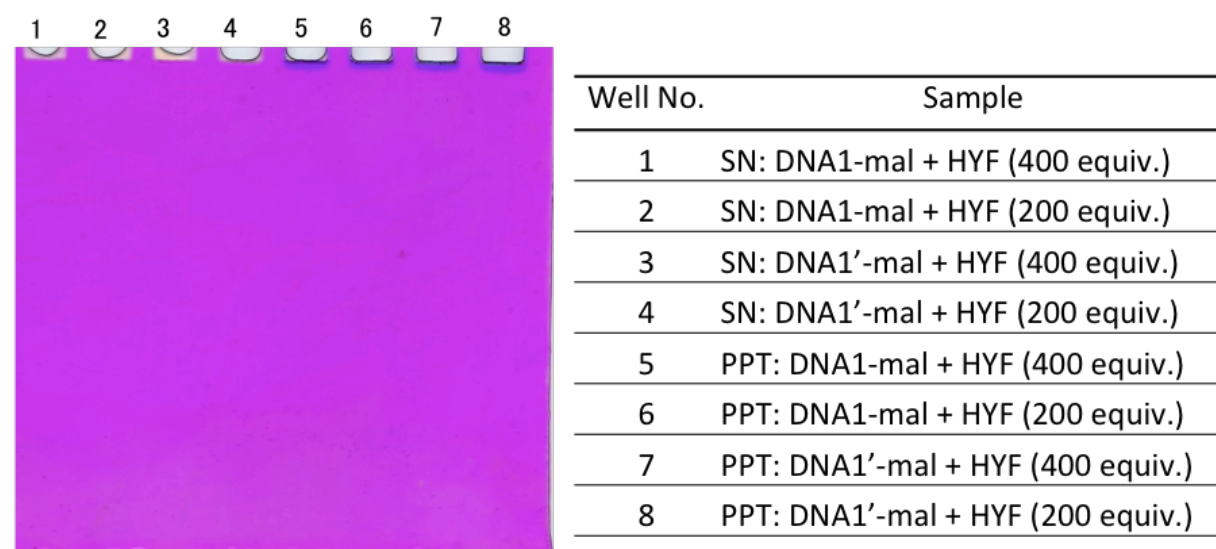 1 2 3 4 5 6 7 8
Well No. Sample
1 SN: DNA1-mal + HYF (400 equiv.)
2 SN: DNA1-mal + HYF (200 equiv.)
3 SN: DNA1’-mal + HYF (400 equiv.)
4 SN: DNA1’-mal + HYF (200 equiv.)
5 PPT: DNA1-mal + HYF (400 equiv.)
6 PPT: DNA1-mal + HYF (200 equiv.)
7 PPT: DNA1’-mal + HYF (400 equiv.)
8 PPT: DNA1’-mal + HYF (200 equiv.)